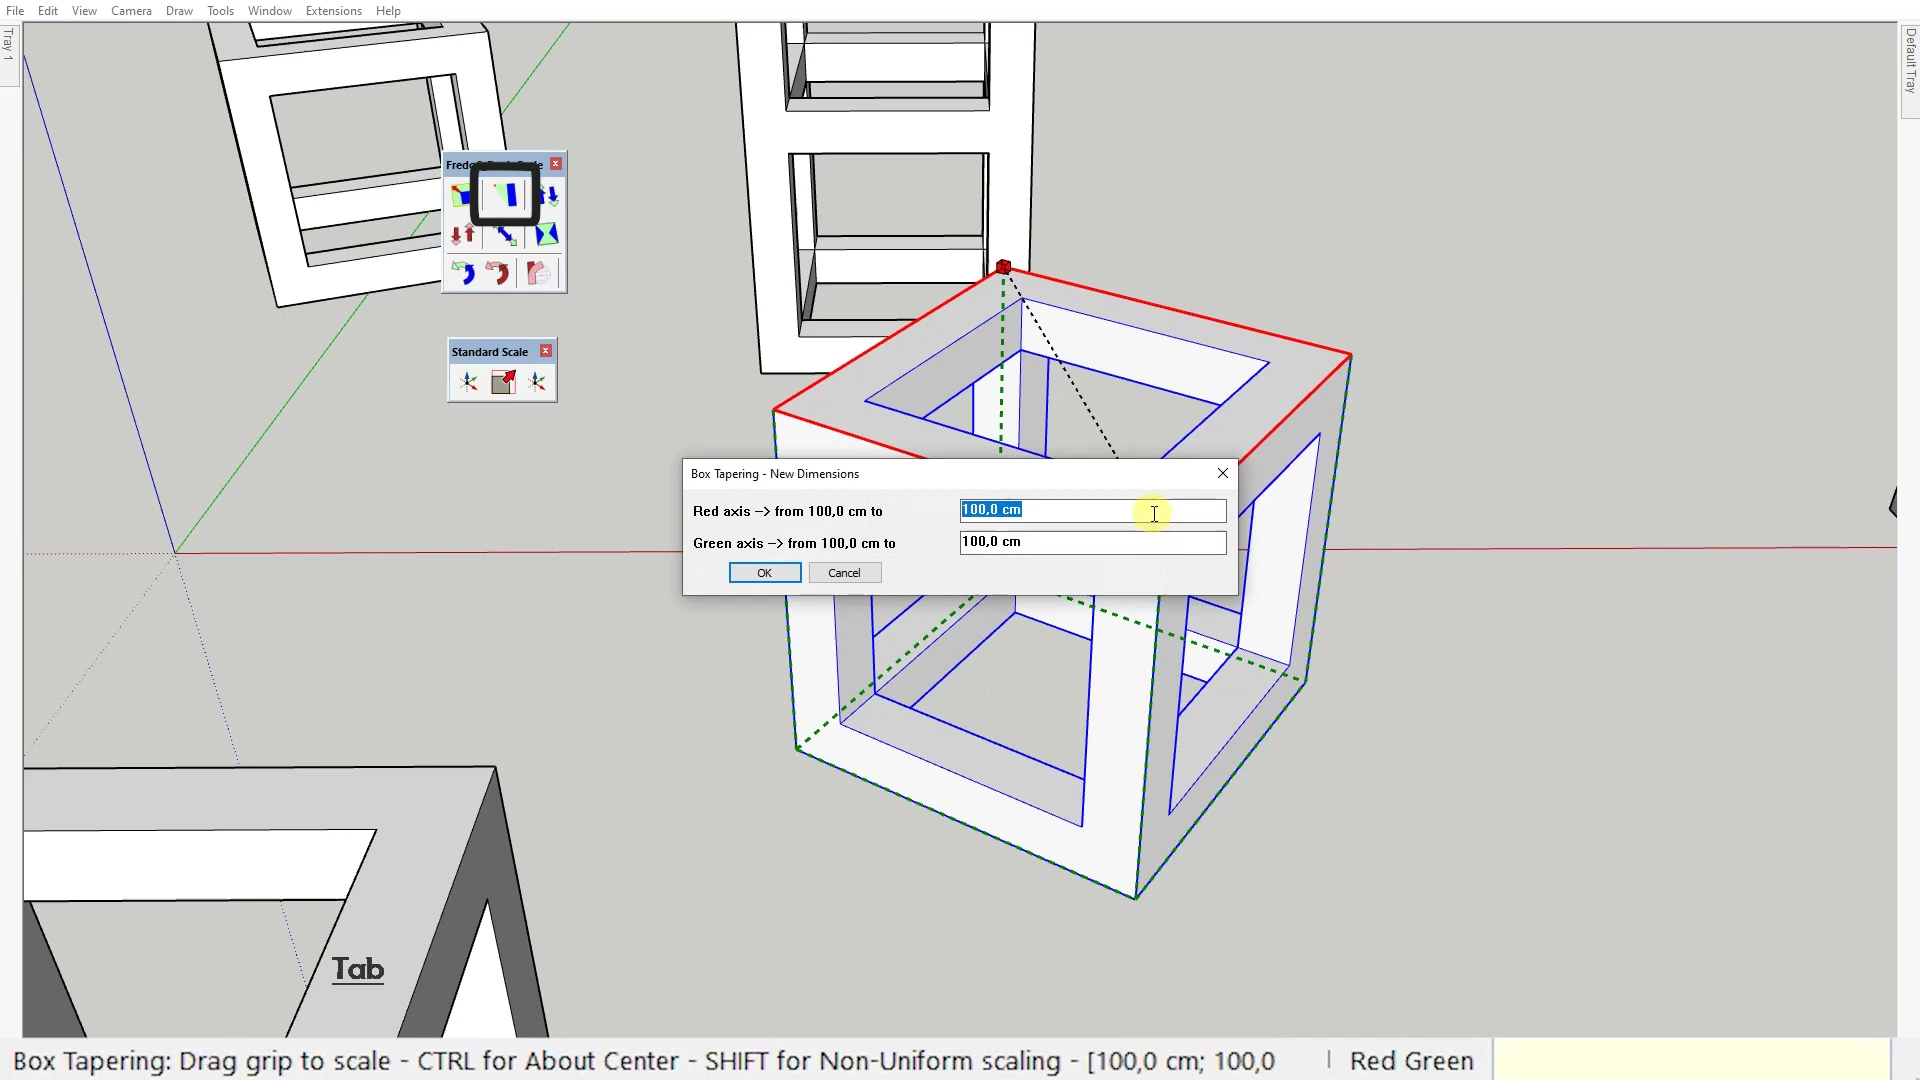 File Edit View Camera Draw Tools Window Extensions Help
Tray 1
Default Tray
Standard Scale
Box Tapering - New Dimensions
Red axis --> from 100,0 cm to 100,0 cm
Green axis --> from 100,0 cm to 100,0 cm
OK Cancel
Tab
Box Tapering: Drag grip to scale - CTRL for About Center - SHIFT for Non-Uniform scaling - [100,0 cm; 100,0 Red Green